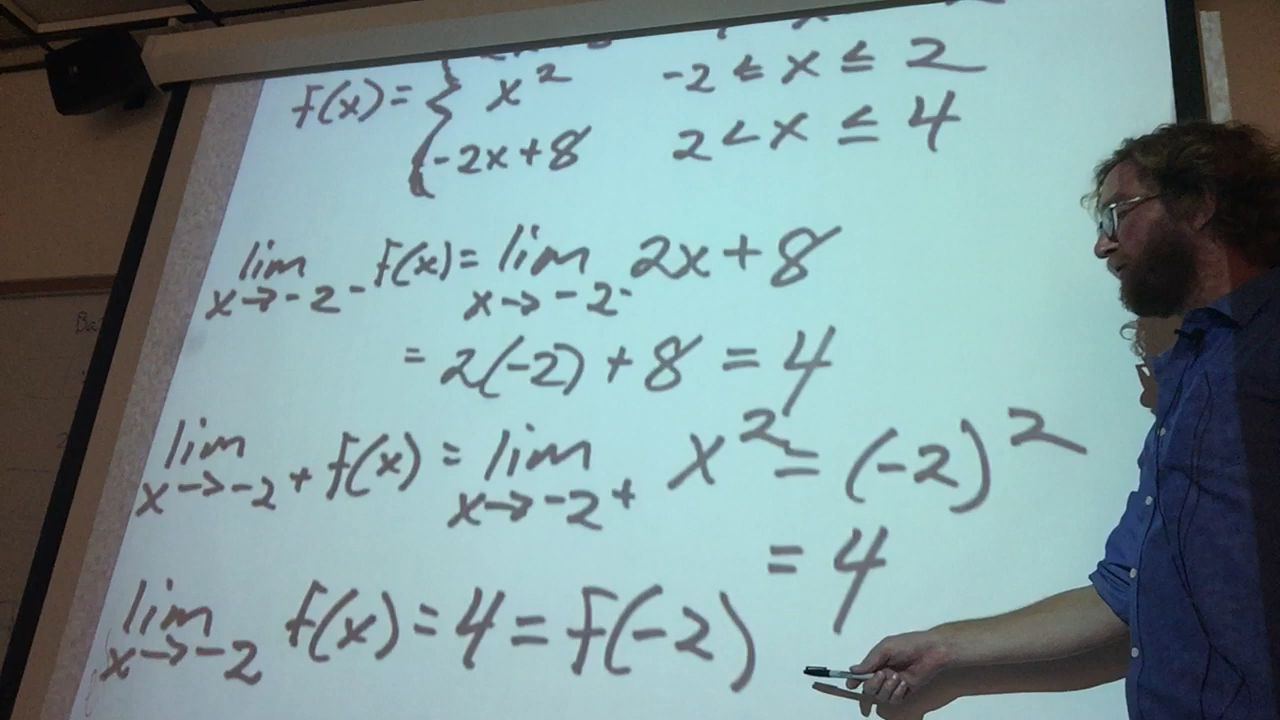 f(x) = { x² -2 ≤ x ≤ 2
-2x+8 2 < x ≤ 4
lim x→-2⁻ f(x) = lim x→-2⁻ 2x+8
= 2(-2) + 8 = 4
lim x→-2⁺ f(x) = lim x→-2⁺ x² = (-2)²
= 4
lim x→-2 f(x) = 4 = f(-2)